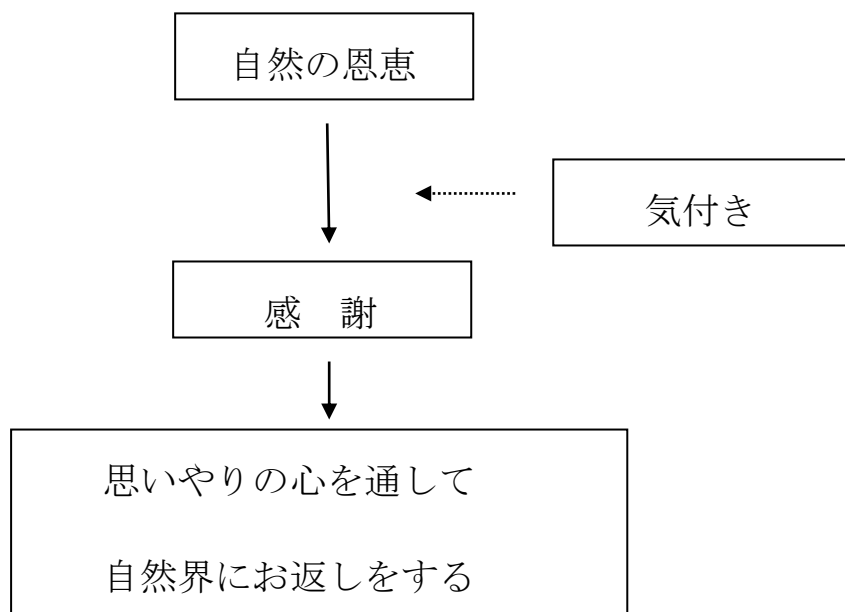 自然の恩恵
気付き
感　謝
思いやりの心を通して
自然界にお返しをする